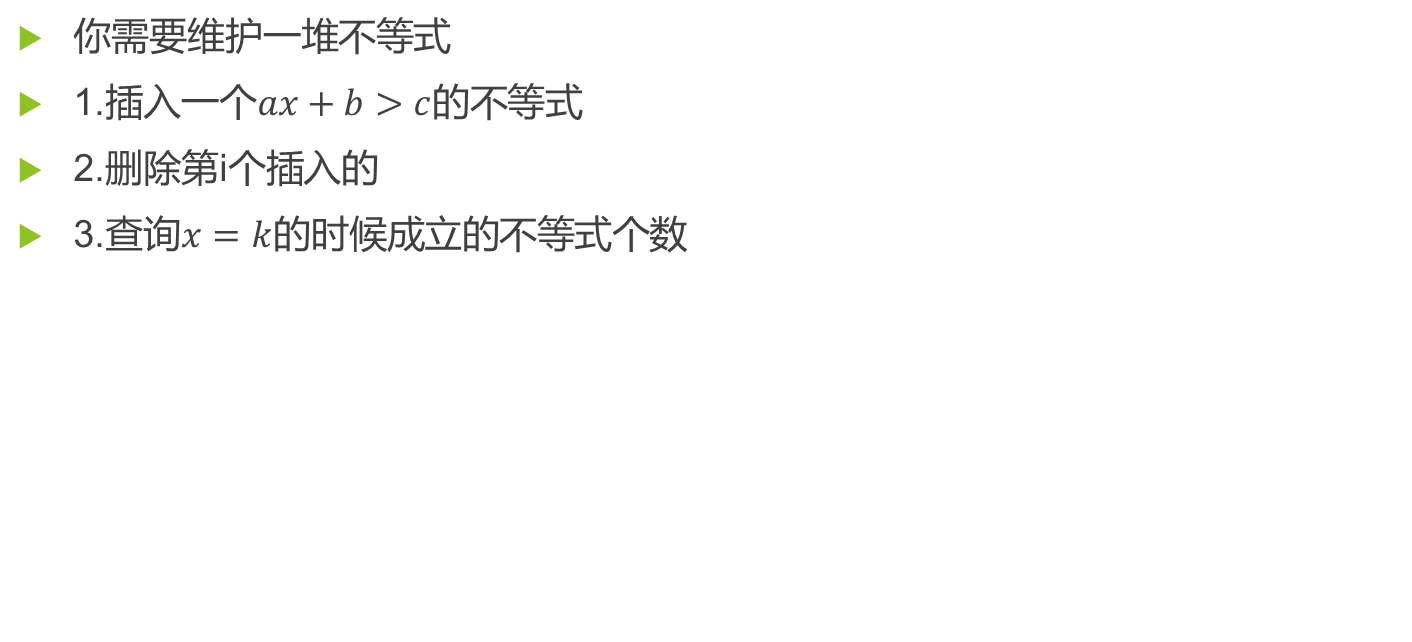 你需要维护一堆不等式
1.插入一个ax + b > c的不等式
2.删除第i个插入的
3.查询x = k的时候成立的不等式个数